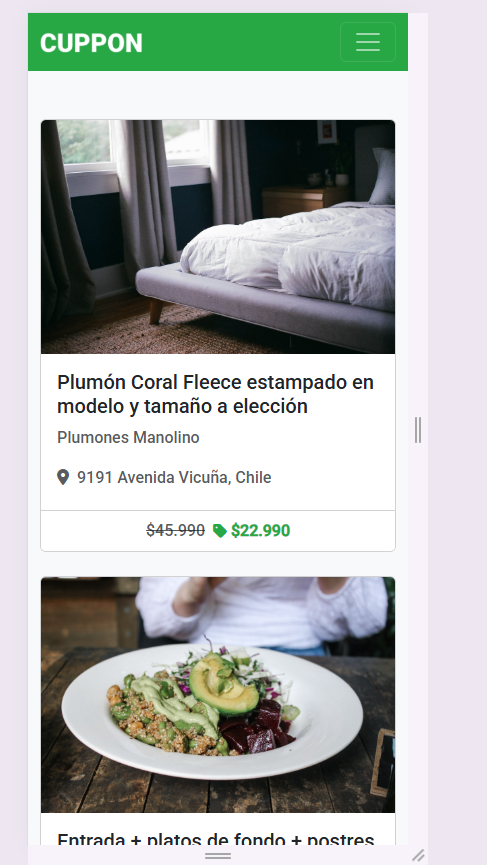 CUPPON
Plumón Coral Fleece estampado en
modelo y tamaño a elección
Plumones Manolino
9191 Avenida Vicuña, Chile
$45.990 $22.990
Entrada + platos de fondo + postres